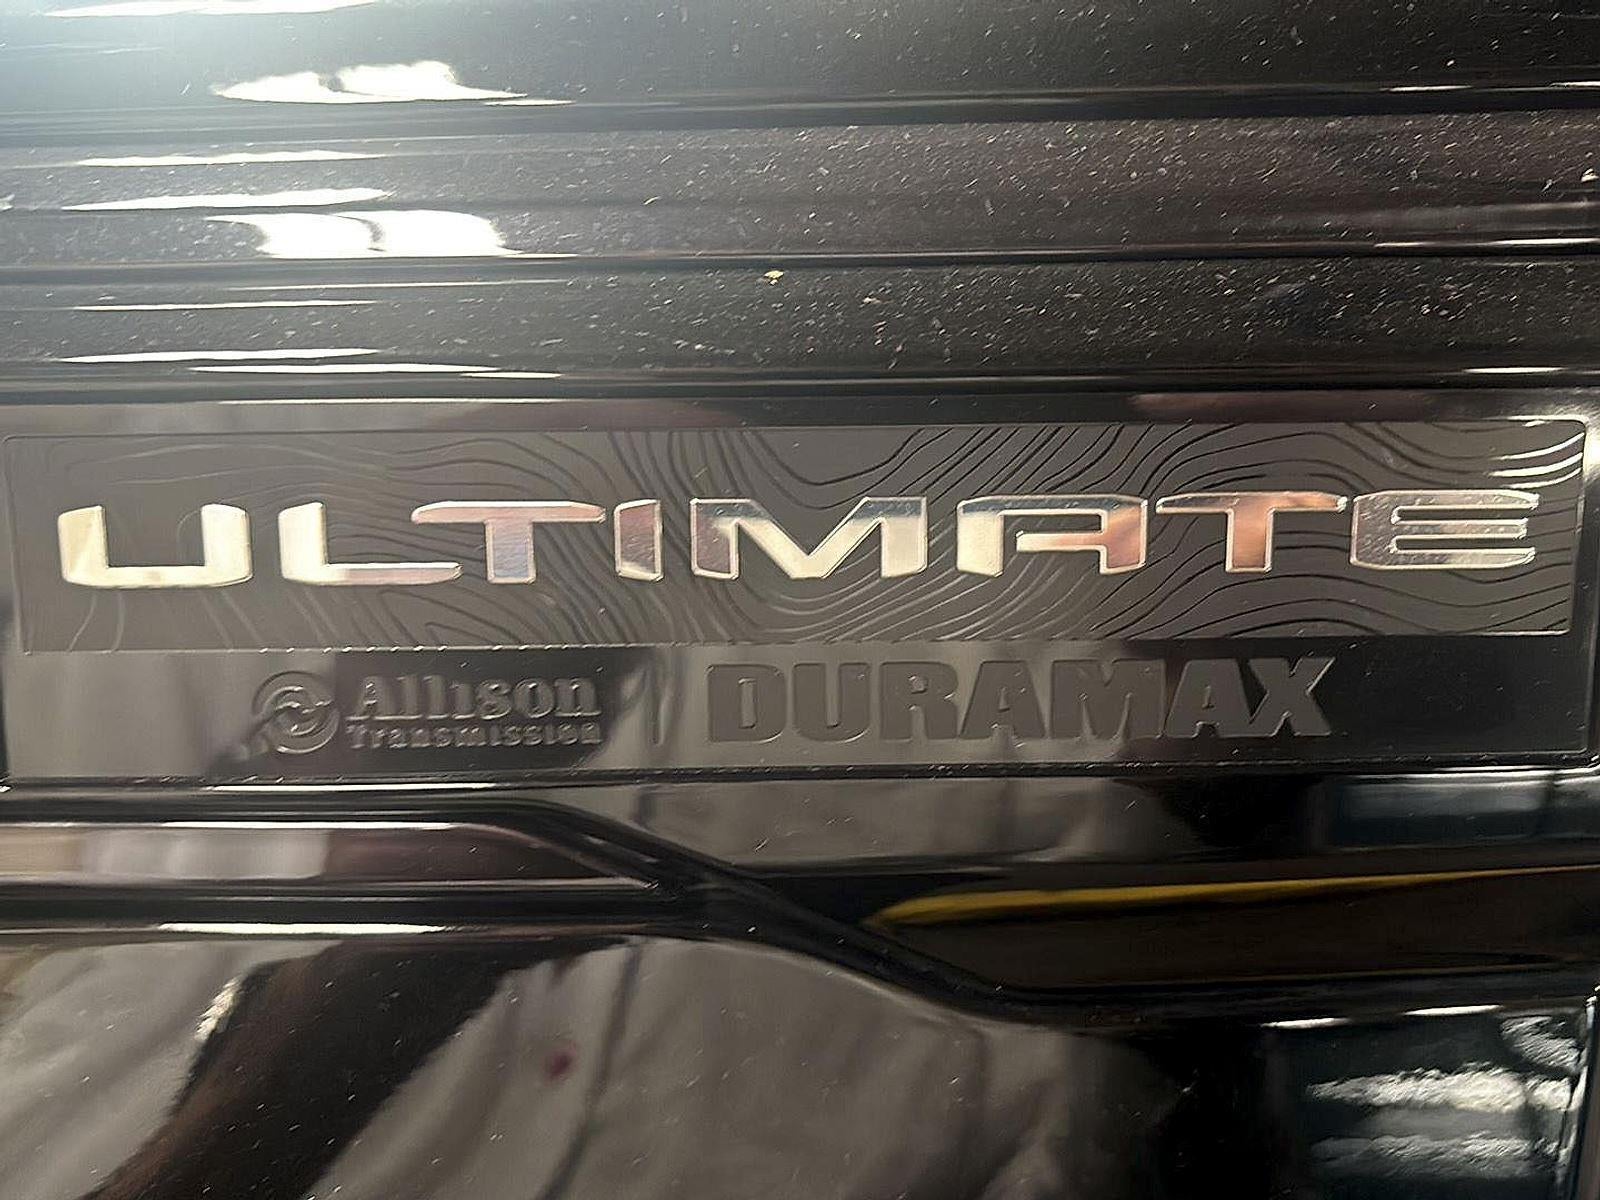 ULTIMATE
Allison DURAMAX
Transmission